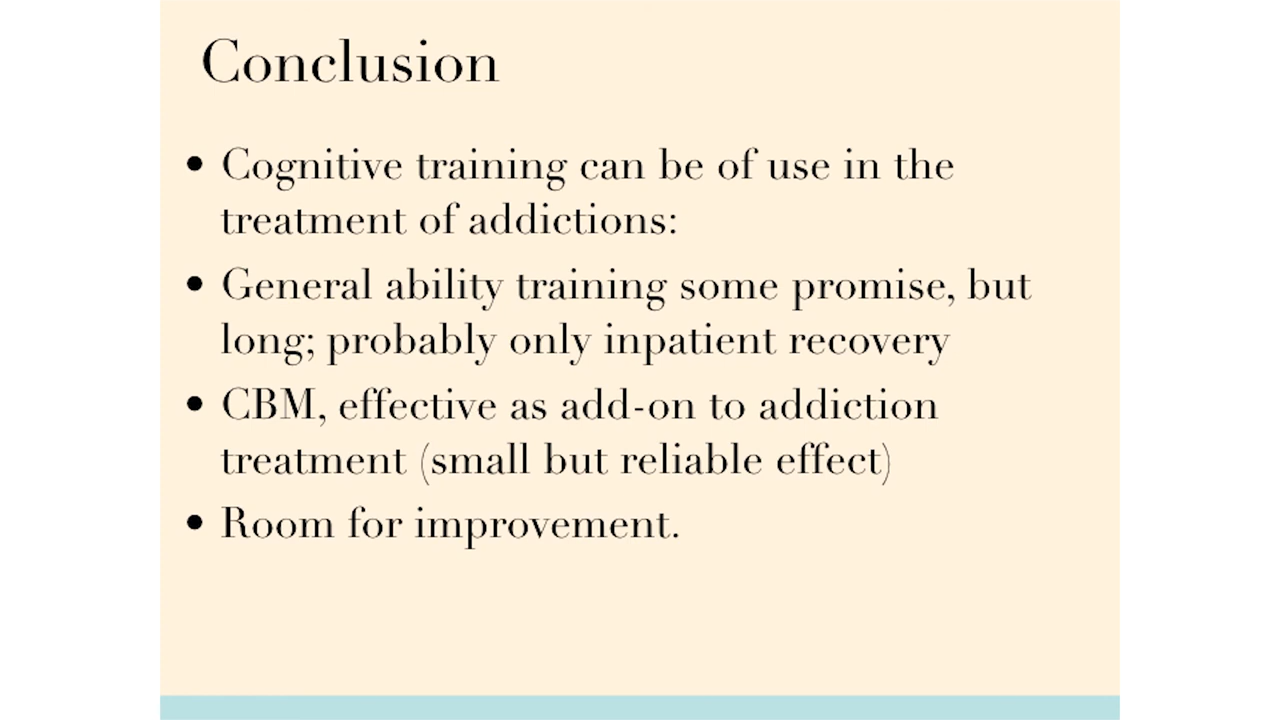 Conclusion
• Cognitive training can be of use in the
treatment of addictions:
• General ability training some promise, but
long; probably only inpatient recovery
• CBM, effective as add-on to addiction
treatment (small but reliable effect)
• Room for improvement.